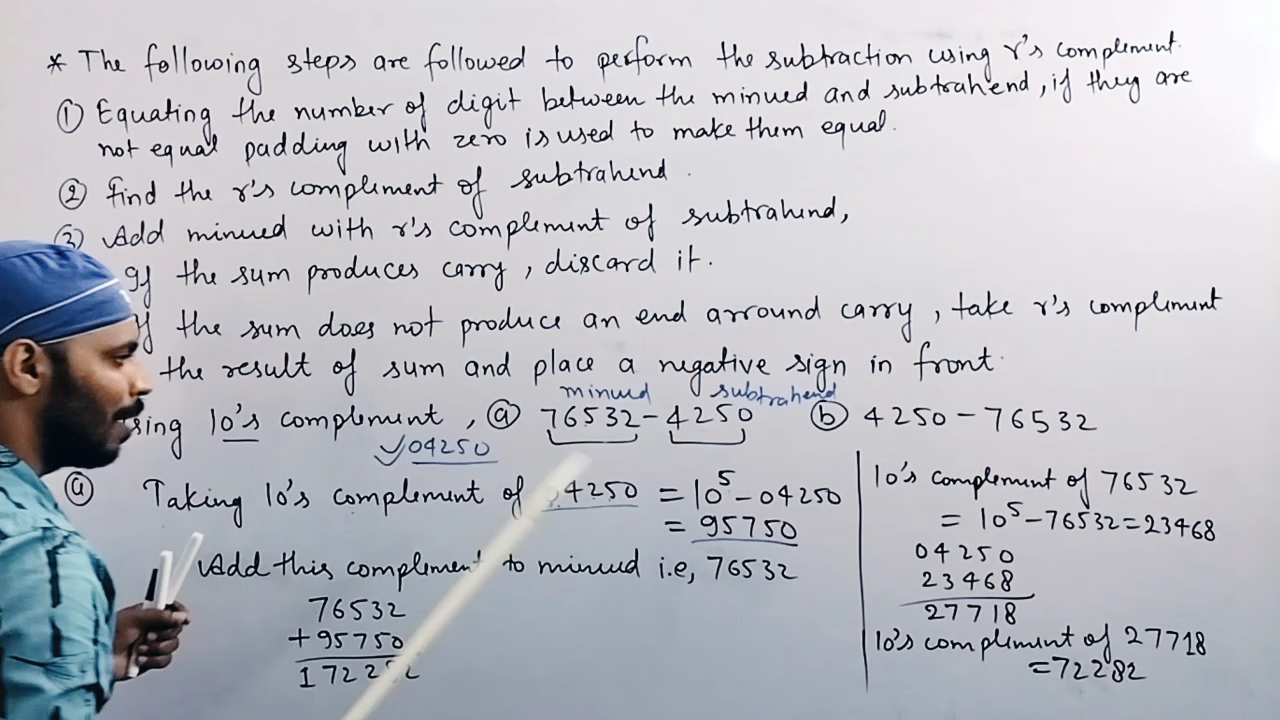 * The following steps are followed to perform the subtraction using r's complement.
① Equating the number of digit between the minued and subtrahend, if they are
not equal padding with zero is used to make them equal.
② find the r's complement of subtrahend.
③ Add minued with r's complement of subtrahend,
If the sum produces carry, discard it.
If the sum does not produce an end arround carry, take r's complement
the result of sum and place a negative sign in front.
minued subtrahend
10's complement, ⓐ 76532 - 4250 ⓑ 4250 - 76532
✓04250
ⓐ Taking 10's complement of 04250 = 10⁵ - 04250
= 95750
Add this complement to minued i.e, 76532
76532
+95750
172282
10's complement of 76532
= 10⁵ - 76532 = 23468
04250
23468
27718
10's complement of 27718
= 72282